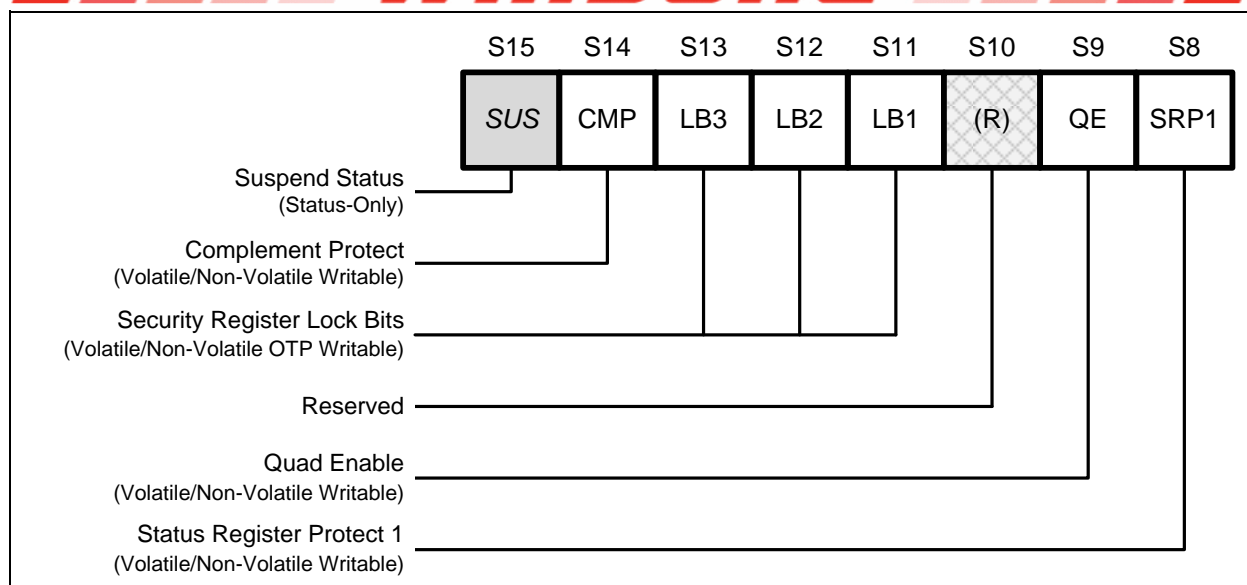 S15 S14 S13 S12 S11 S10 S9 S8
SUS CMP LB3 LB2 LB1 (R) QE SRP1
Suspend Status
(Status-Only)
Complement Protect
(Volatile/Non-Volatile Writable)
Security Register Lock Bits
(Volatile/Non-Volatile OTP Writable)
Reserved
Quad Enable
(Volatile/Non-Volatile Writable)
Status Register Protect 1
(Volatile/Non-Volatile Writable)